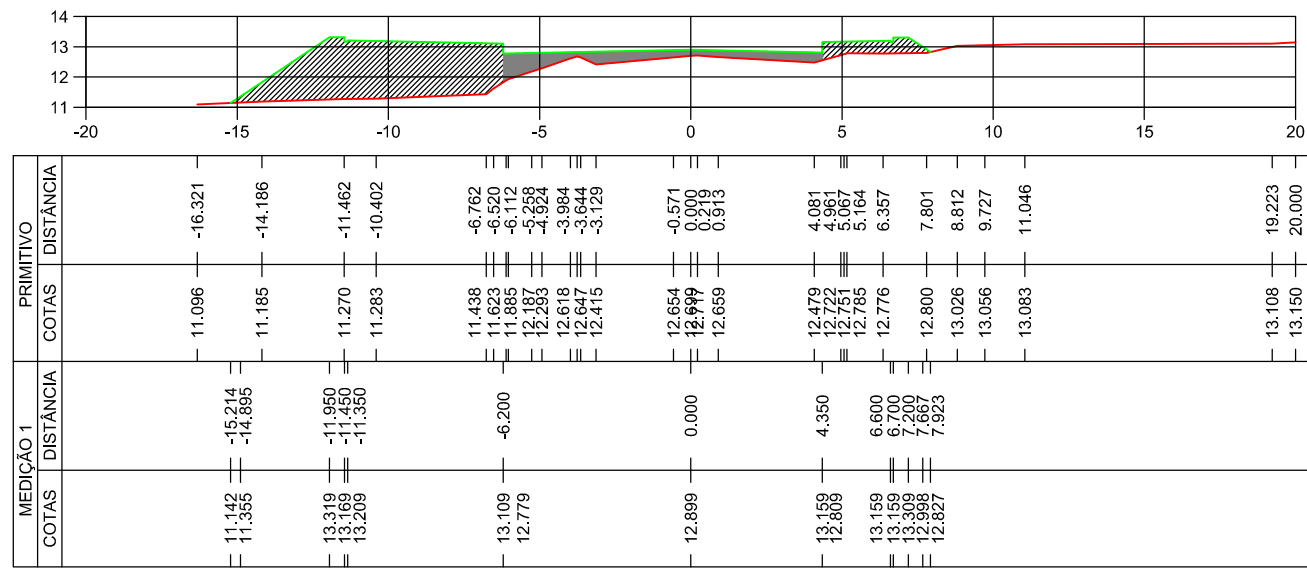 14
13
12
11
-20 -15 -10 -5 0 5 10 15 20
PRIMITIVO
DISTÂNCIA
-16.321 -14.186 -11.462 -10.402 -6.762 -6.520 -6.112 -5.258 -4.924 -3.984 -3.644 -3.129 -0.571 0.000 0.219 0.913 4.081 4.961 5.067 5.164 6.357 7.801 8.812 9.727 11.046 19.223 20.000
COTAS
11.096 11.185 11.270 11.283 11.438 11.623 11.885 12.187 12.293 12.618 12.647 12.415 12.654 12.699 12.717 12.659 12.479 12.722 12.751 12.785 12.776 12.800 13.026 13.056 13.083 13.108 13.150
MEDIÇÃO 1
DISTÂNCIA
-15.214 -14.895 -11.950 -11.450 -11.350 -6.200 0.000 4.350 6.600 6.700 7.200 7.667 7.923
COTAS
11.142 11.355 13.319 13.169 13.209 13.109 12.779 12.899 13.159 12.809 13.159 13.159 13.309 12.998 12.827